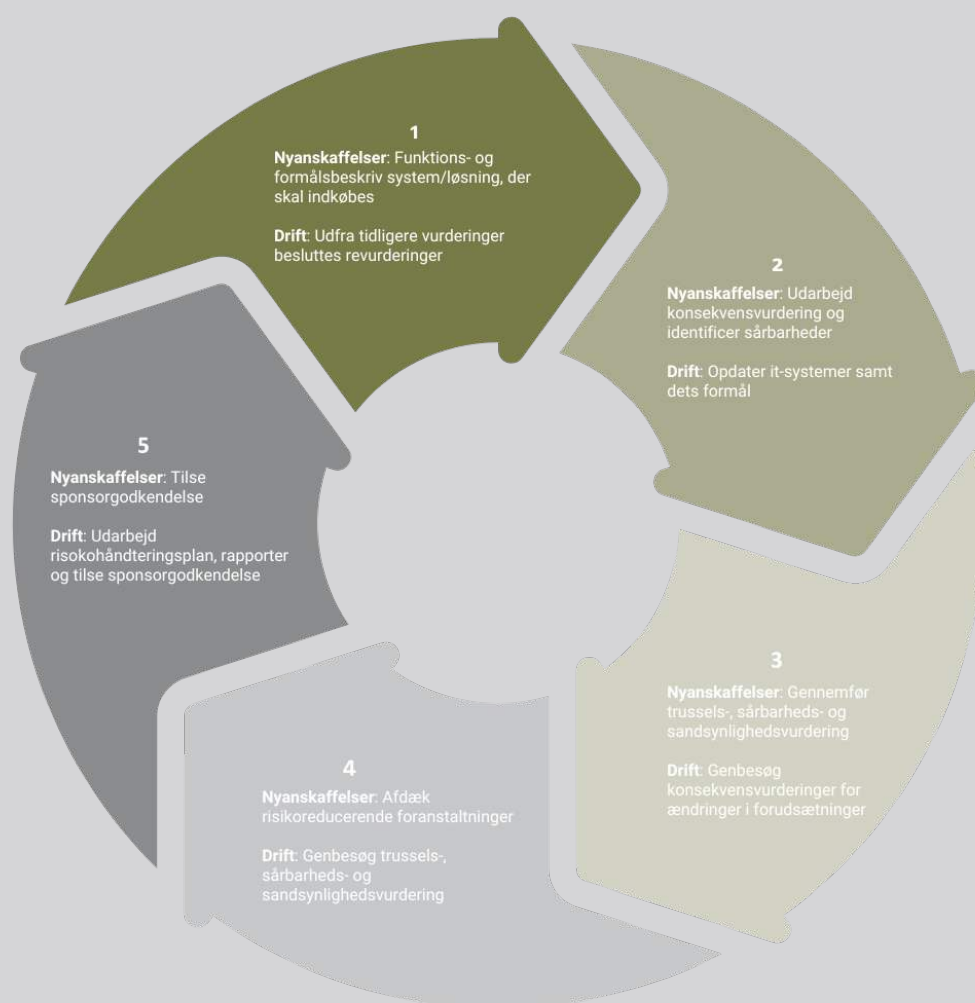 1
Nyanskaffelser: Funktions- og
formålsbeskriv system/løsning, der
skal indkøbes
Drift: Udfra tidligere vurderinger
besluttes revurderinger
2
Nyanskaffelser: Udarbejd
konsekvensvurdering og
identificer sårbarheder
Drift: Opdater it-systemer samt
dets formål
3
Nyanskaffelser: Gennemfør
trussels-, sårbarheds- og
sandsynlighedsvurdering
Drift: Genbesøg
konsekvensvurderinger for
ændringer i forudsætninger
4
Nyanskaffelser: Afdæk
risikoreducerende foranstaltninger
Drift: Genbesøg trussels-,
sårbarheds- og
sandsynlighedsvurdering
5
Nyanskaffelser: Tilse
sponsorgodkendelse
Drift: Udarbejd
risokohåndteringsplan, rapporter
og tilse sponsorgodkendelse